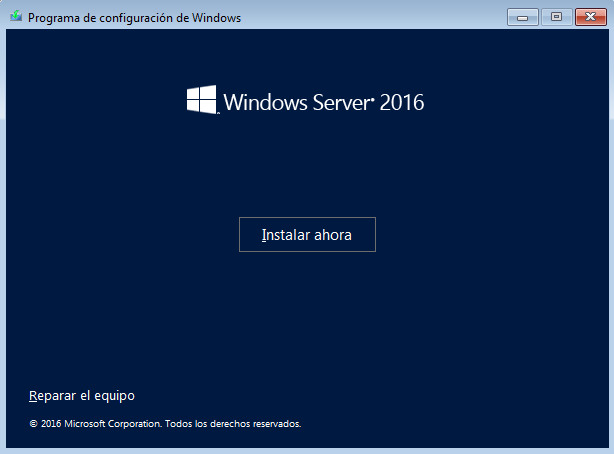 Programa de configuración de Windows
Windows Server® 2016
Instalar ahora
Reparar el equipo
© 2016 Microsoft Corporation. Todos los derechos reservados.